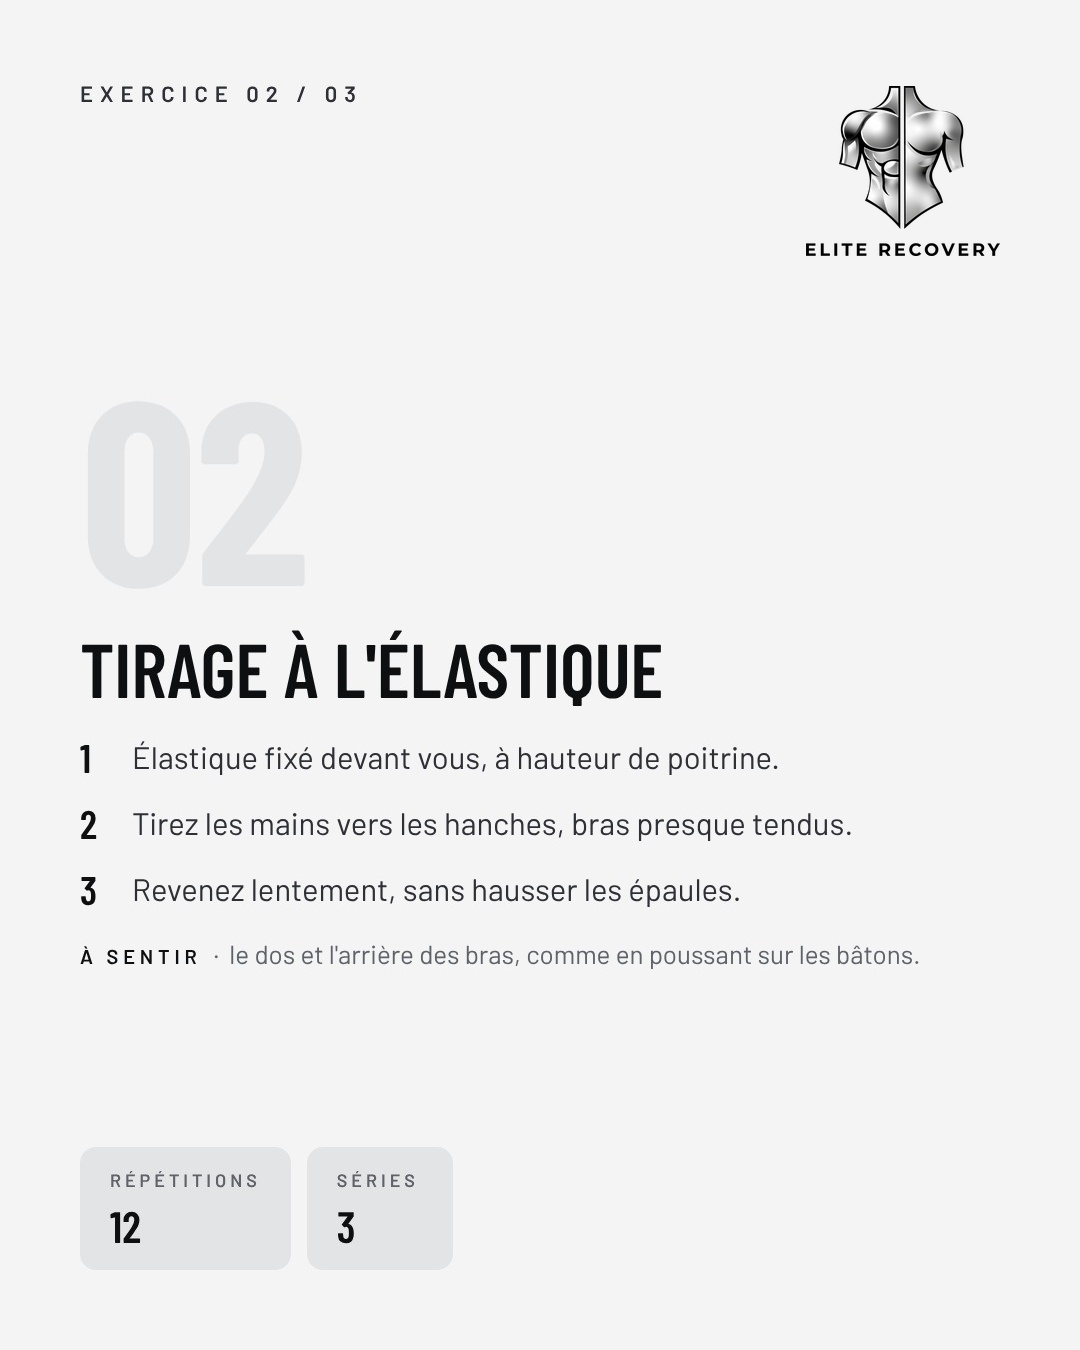 EXERCICE 02 / 03
ELITE RECOVERY
02
TIRAGE À L'ÉLASTIQUE
1 Élastique fixé devant vous, à hauteur de poitrine.
2 Tirez les mains vers les hanches, bras presque tendus.
3 Revenez lentement, sans hausser les épaules.
À SENTIR · le dos et l'arrière des bras, comme en poussant sur les bâtons.
RÉPÉTITIONS
12
SÉRIES
3